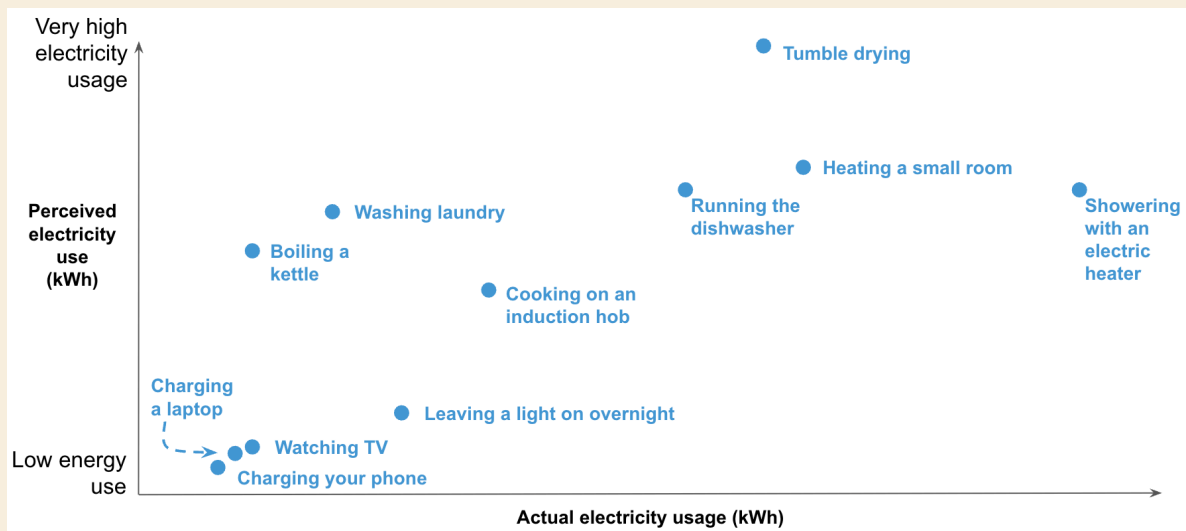 Very high
electricity
usage
Tumble drying
Heating a small room
Perceived
electricity
use
(kWh)
Washing laundry
Running the
dishwasher
Showering
with an
electric
heater
Boiling a
kettle
Cooking on an
induction hob
Charging
a laptop
Leaving a light on overnight
Watching TV
Low energy
use
Charging your phone
Actual electricity usage (kWh)